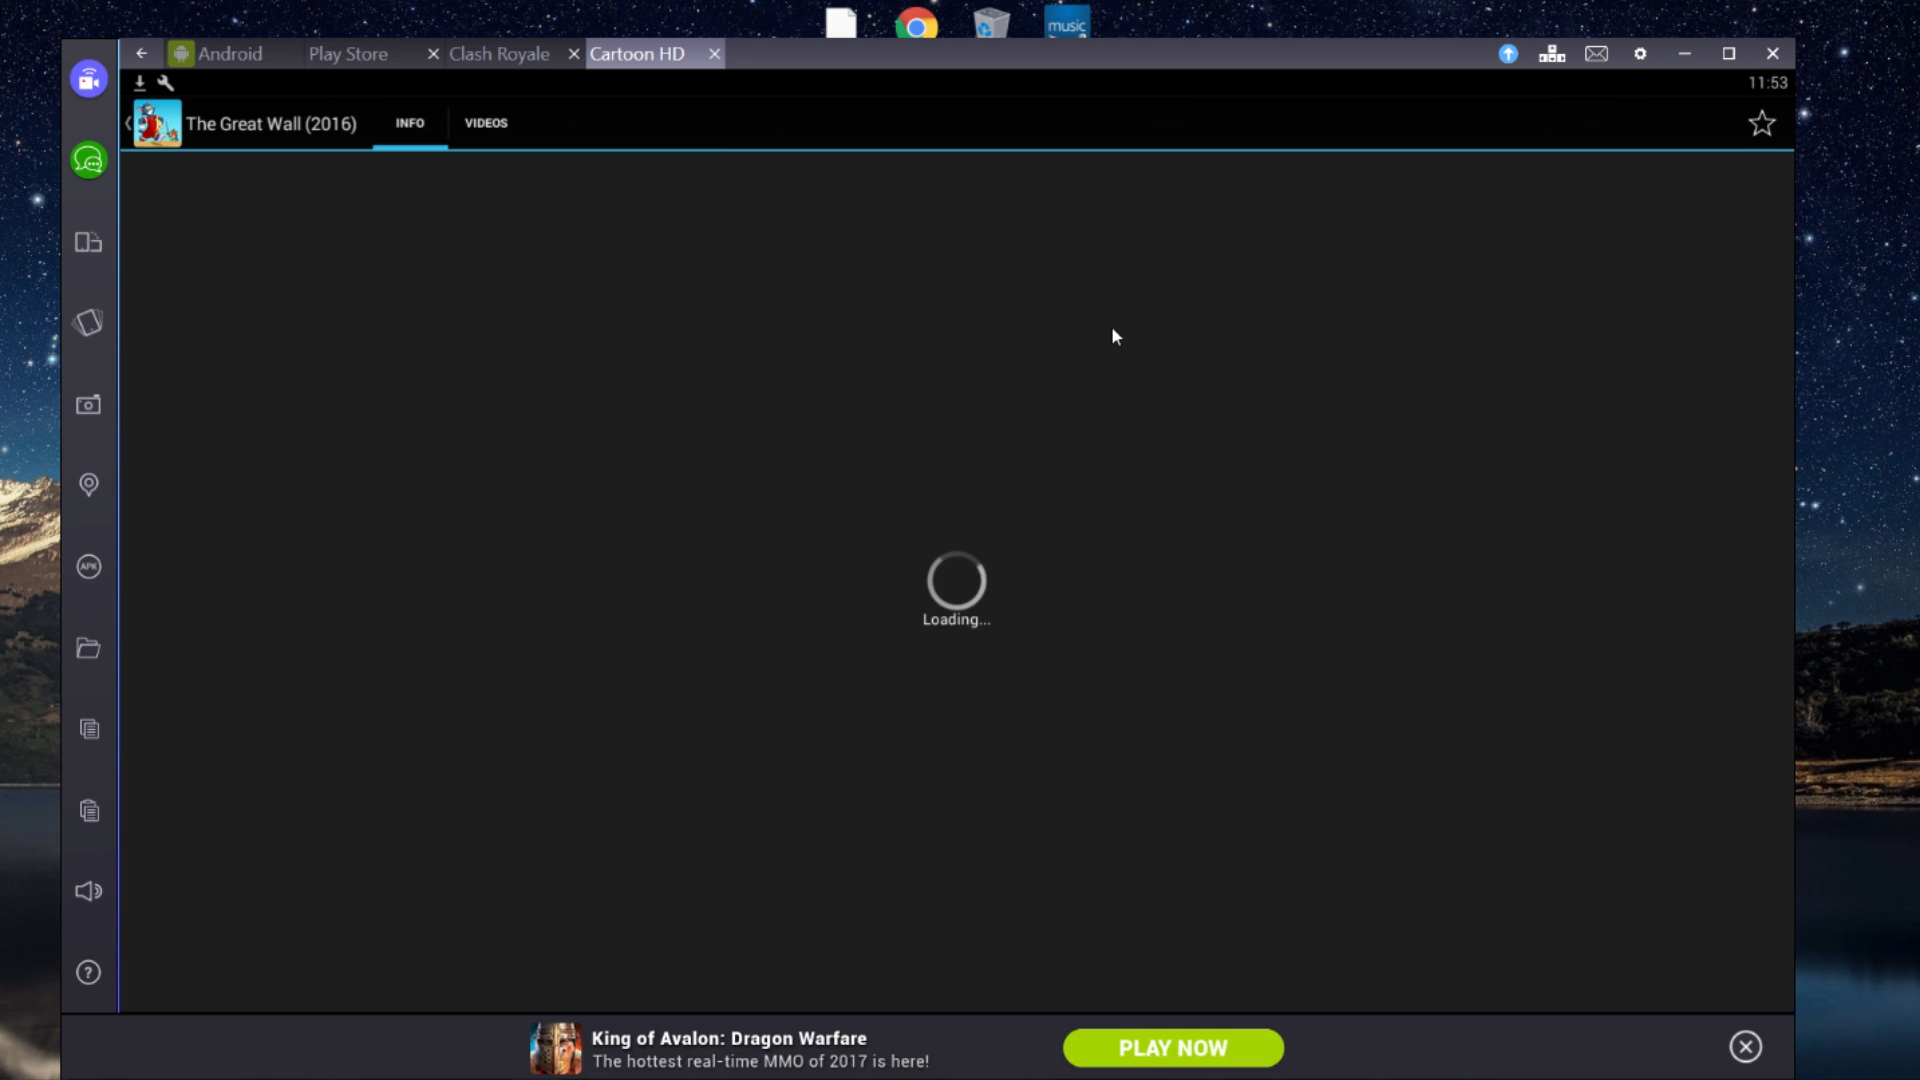 music
Android
Play Store
Clash Royale
Cartoon HD
11:53
The Great Wall (2016)
INFO
VIDEOS
APK
Loading...
?
King of Avalon: Dragon Warfare
The hottest real-time MMO of 2017 is here!
PLAY NOW